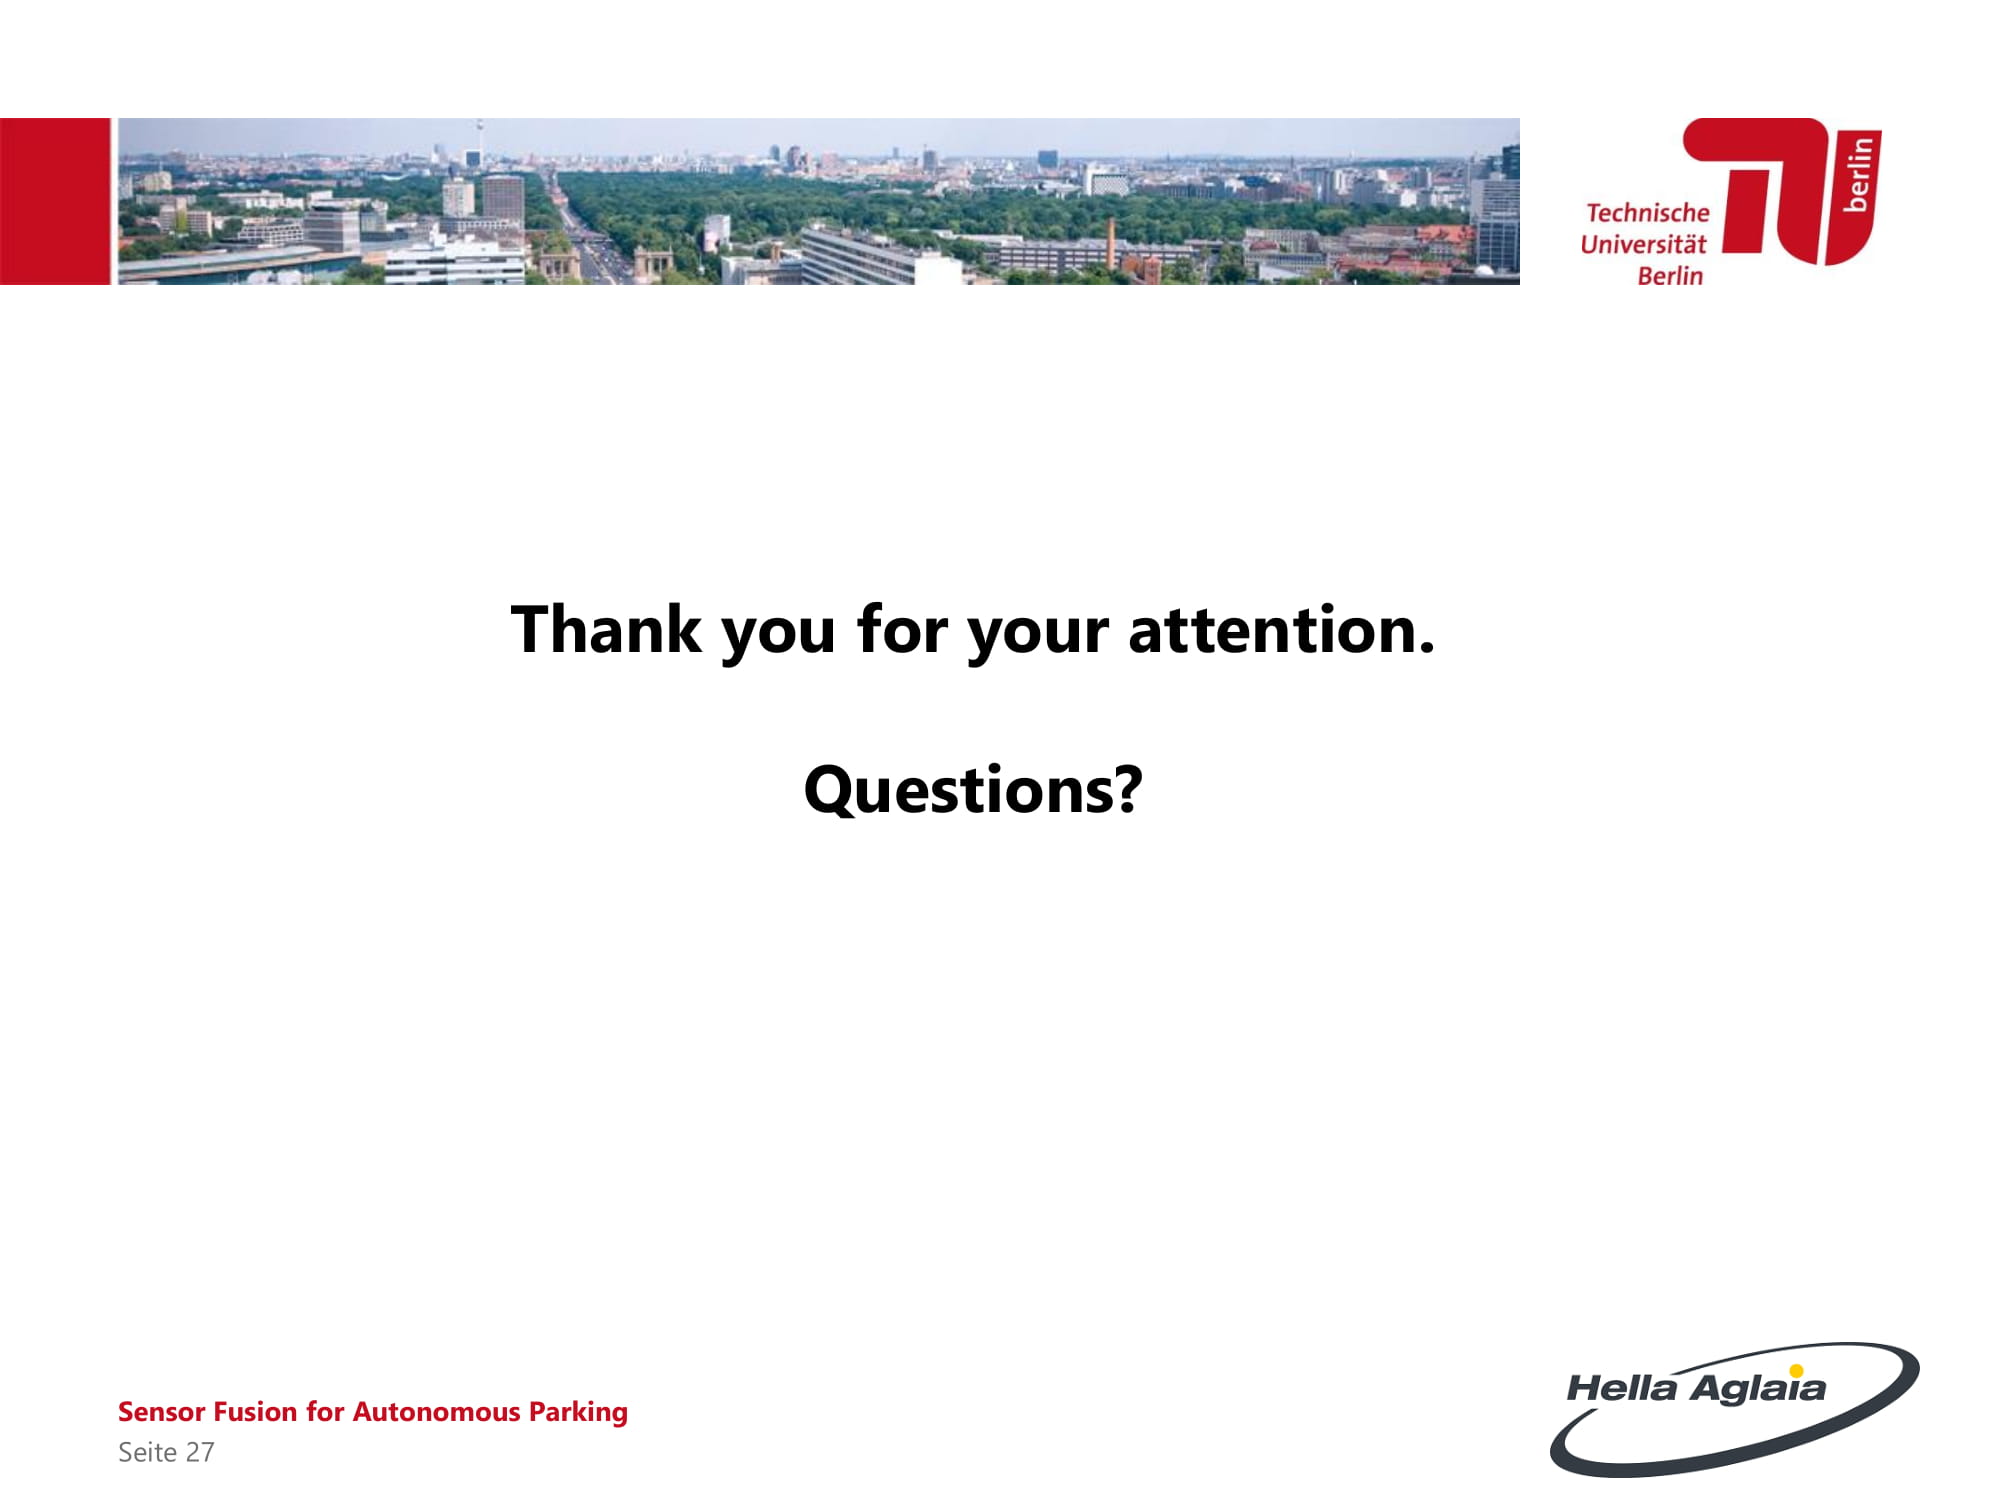 Technische
Universität
Berlin
berlin
Thank you for your attention.
Questions?
Sensor Fusion for Autonomous Parking
Seite 27
Hella Aglaia